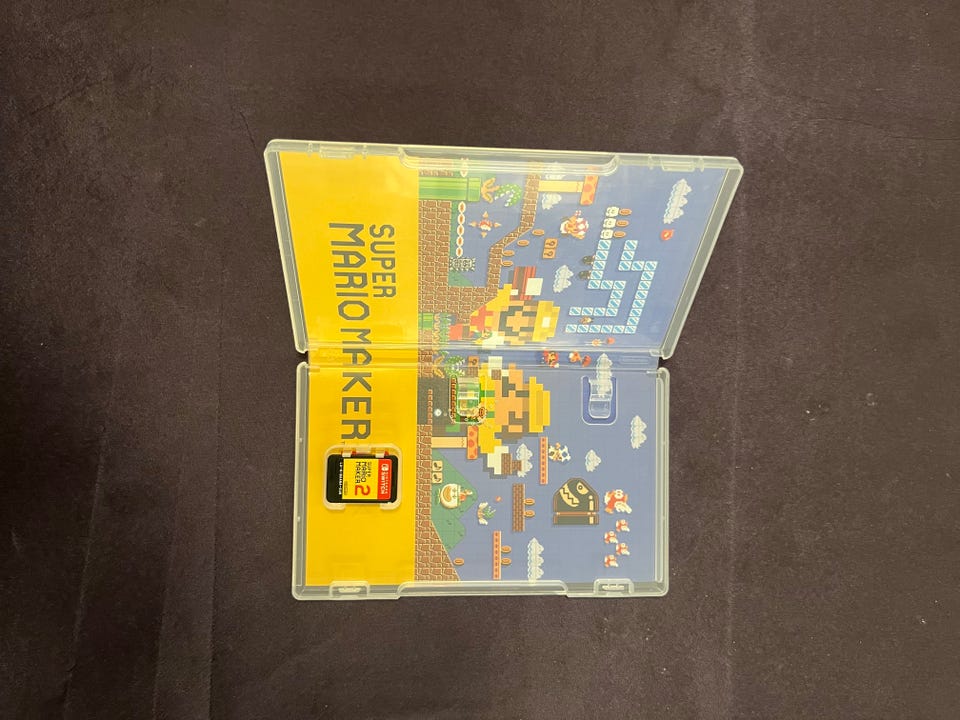 SUPER
MARIO MAKER
NINTENDO
SWITCH
SUPER
MARIO
MAKER
2